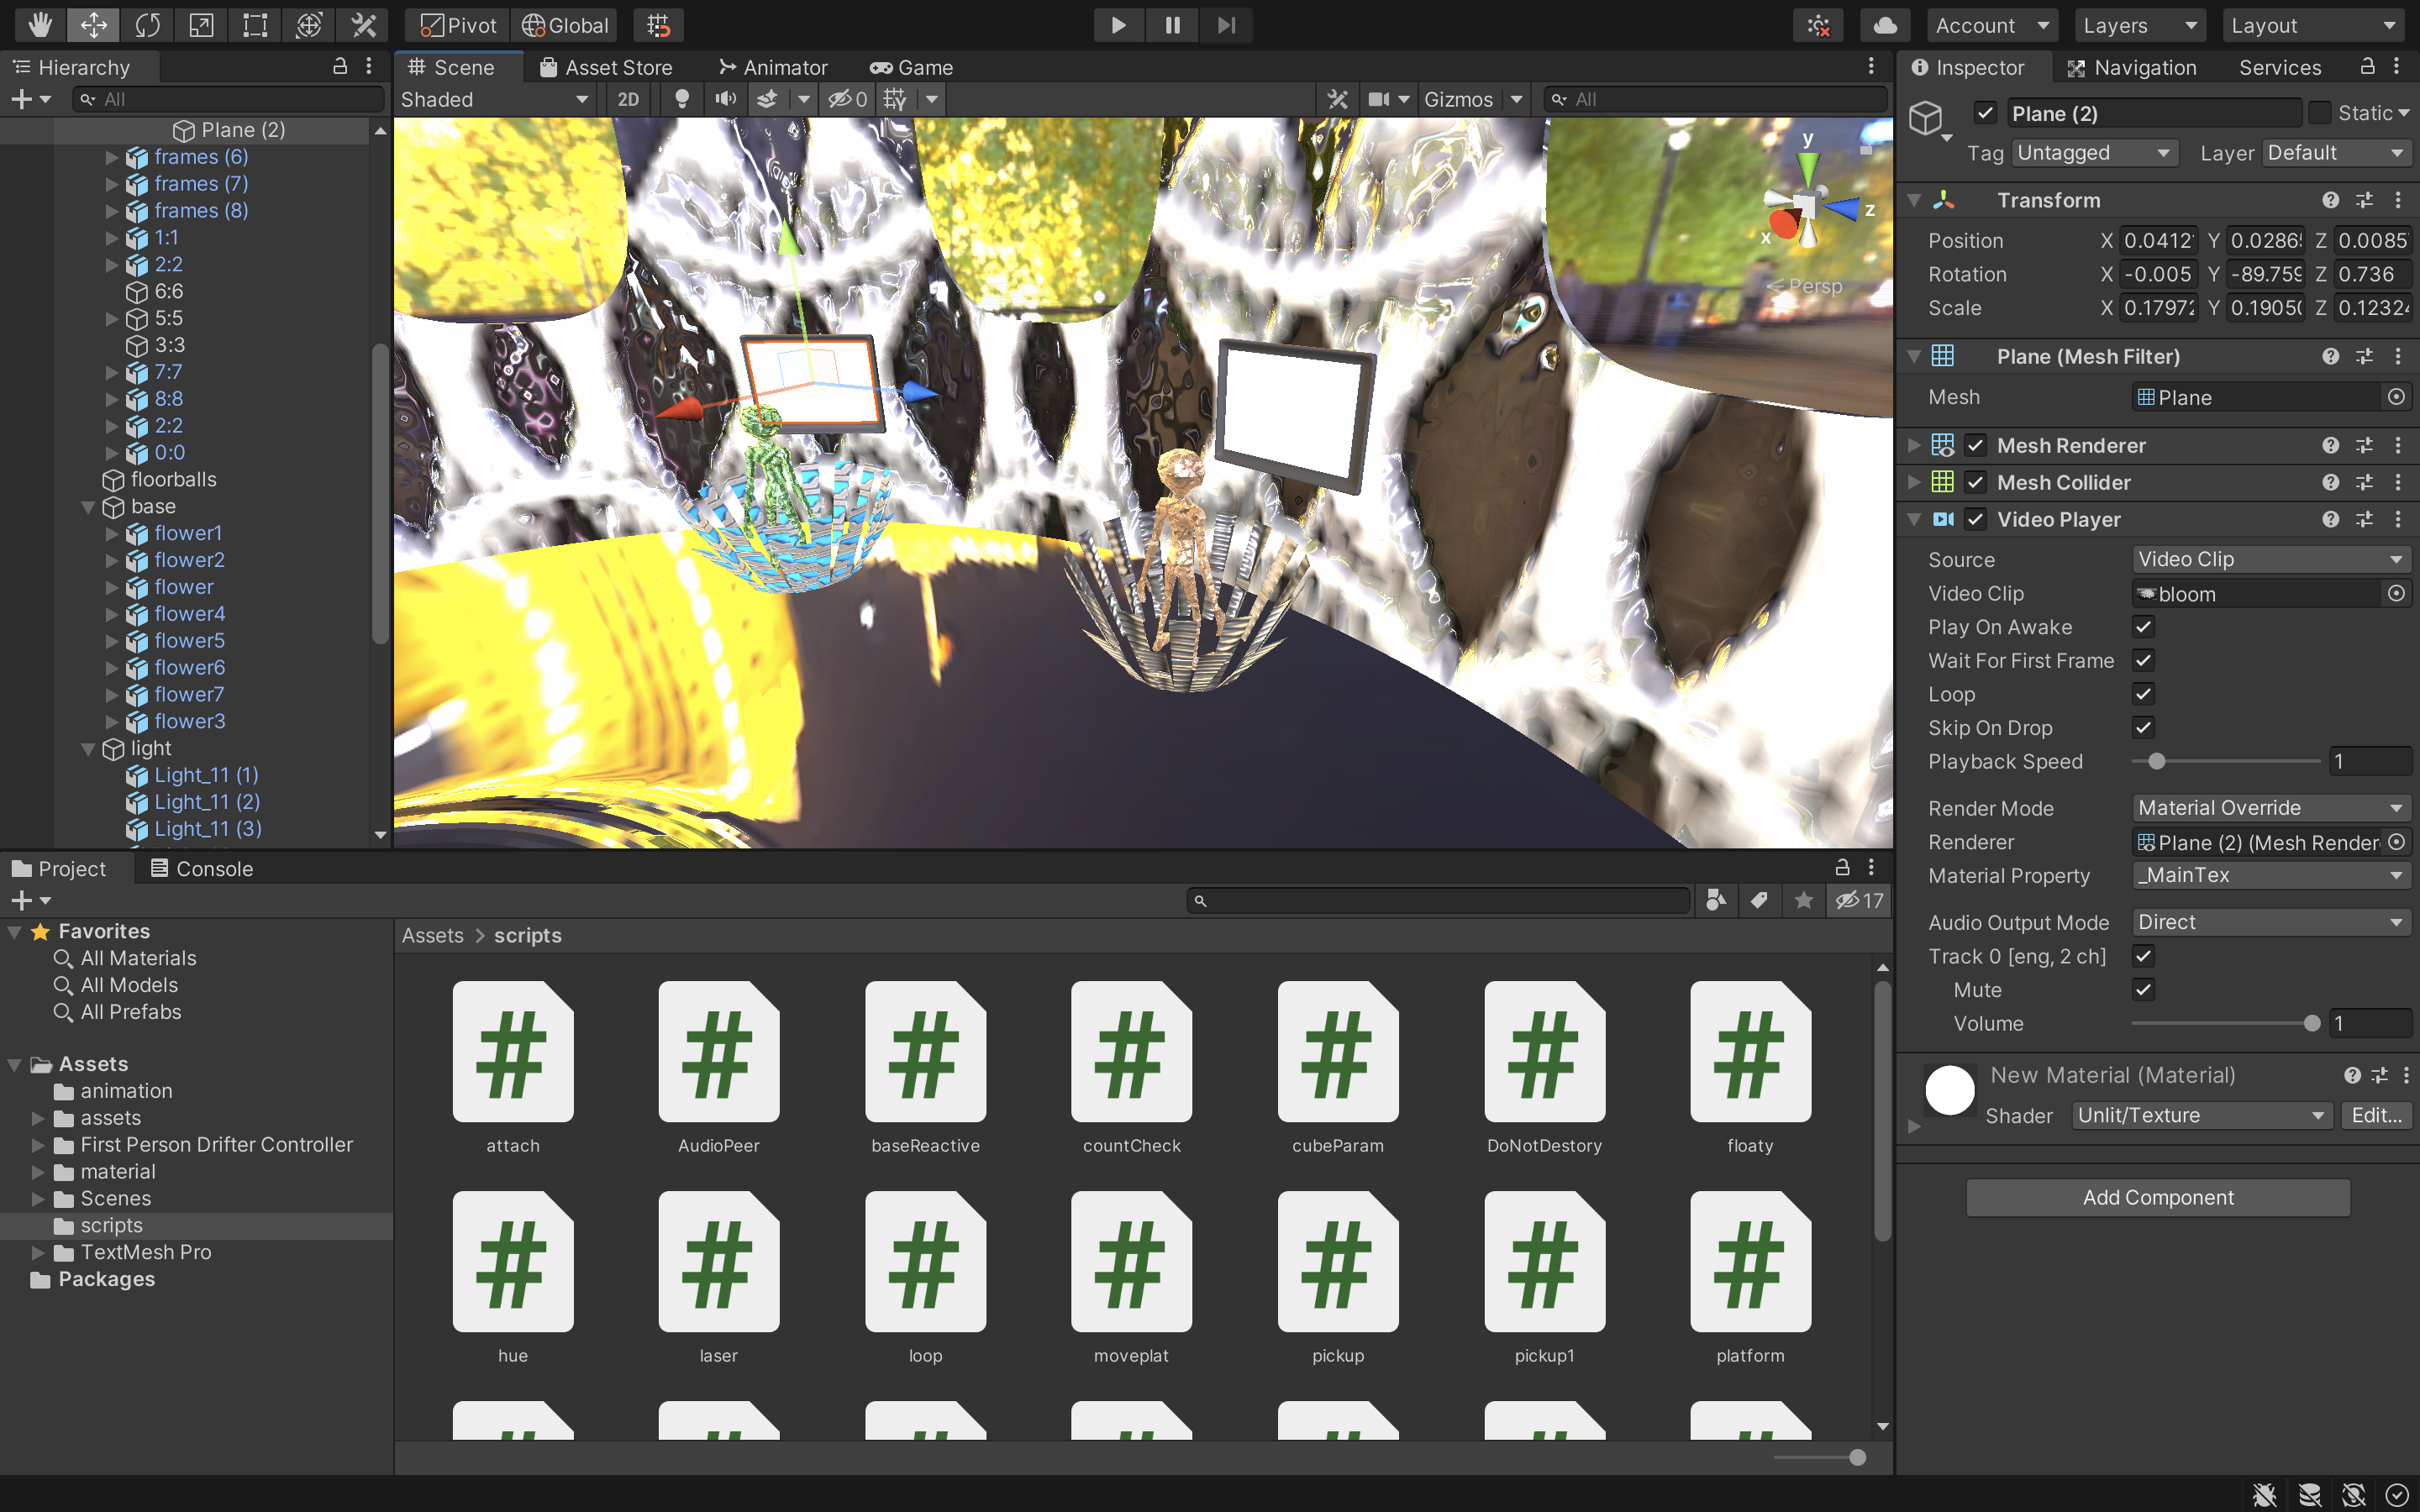 Pivot Global Account Layers Layout
Hierarchy
All
Plane (2)
frames (6)
frames (7)
frames (8)
1:1
2:2
6:6
5:5
3:3
7:7
8:8
2:2
0:0
floorballs
base
flower1
flower2
flower
flower4
flower5
flower6
flower7
flower3
light
Light_11 (1)
Light_11 (2)
Light_11 (3)
Scene Asset Store Animator Game
Shaded 2D 0 Gizmos All
y
z
x
Persp
Inspector Navigation Services
Plane (2) Static
Tag Untagged Layer Default
Transform
Position X 0.0412 Y 0.0286 Z 0.0085
Rotation X -0.005 Y -89.759 Z 0.736
Scale X 0.1797 Y 0.1905 Z 0.1232
Plane (Mesh Filter)
Mesh Plane
Mesh Renderer
Mesh Collider
Video Player
Source Video Clip
Video Clip bloom
Play On Awake
Wait For First Frame
Loop
Skip On Drop
Playback Speed 1
Render Mode Material Override
Renderer Plane (2) (Mesh Render
Material Property _MainTex
Audio Output Mode Direct
Track 0 [eng, 2 ch]
Mute
Volume 1
New Material (Material)
Shader Unlit/Texture Edit...
Add Component
Project Console
17
Favorites
All Materials
All Models
All Prefabs
Assets
animation
assets
First Person Drifter Controller
material
Scenes
scripts
TextMesh Pro
Packages
Assets > scripts
attach AudioPeer baseReactive countCheck cubeParam DoNotDestory floaty
hue laser loop moveplat pickup pickup1 platform